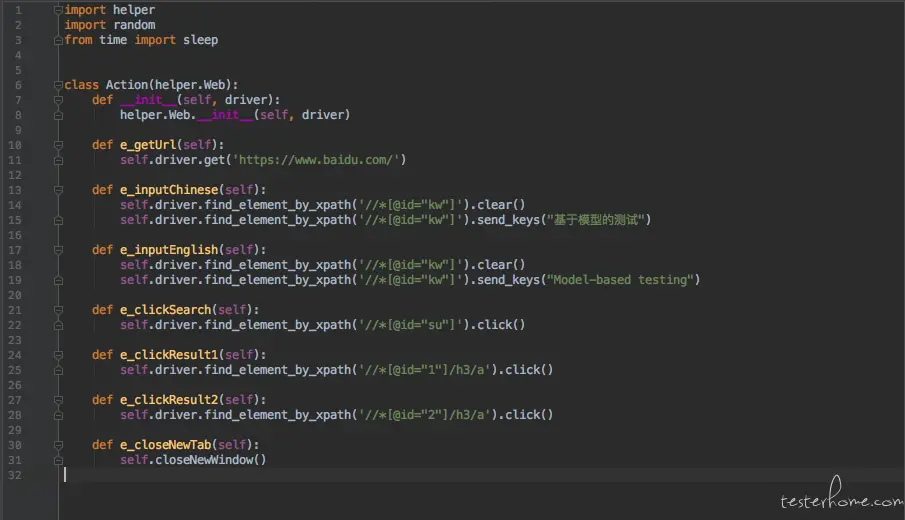 1 import helper
2 import random
3 from time import sleep
4
5
6 class Action(helper.Web):
7     def __init__(self, driver):
8         helper.Web.__init__(self, driver)
9
10     def e_getUrl(self):
11         self.driver.get('https://www.baidu.com/')
12
13     def e_inputChinese(self):
14         self.driver.find_element_by_xpath('//*[@id="kw"]').clear()
15         self.driver.find_element_by_xpath('//*[@id="kw"]').send_keys("基于模型的测试")
16
17     def e_inputEnglish(self):
18         self.driver.find_element_by_xpath('//*[@id="kw"]').clear()
19         self.driver.find_element_by_xpath('//*[@id="kw"]').send_keys("Model-based testing")
20
21     def e_clickSearch(self):
22         self.driver.find_element_by_xpath('//*[@id="su"]').click()
23
24     def e_clickResult1(self):
25         self.driver.find_element_by_xpath('//*[@id="1"]/h3/a').click()
26
27     def e_clickResult2(self):
28         self.driver.find_element_by_xpath('//*[@id="2"]/h3/a').click()
29
30     def e_closeNewTab(self):
31         self.closeNewWindow()
32
testerhome.com